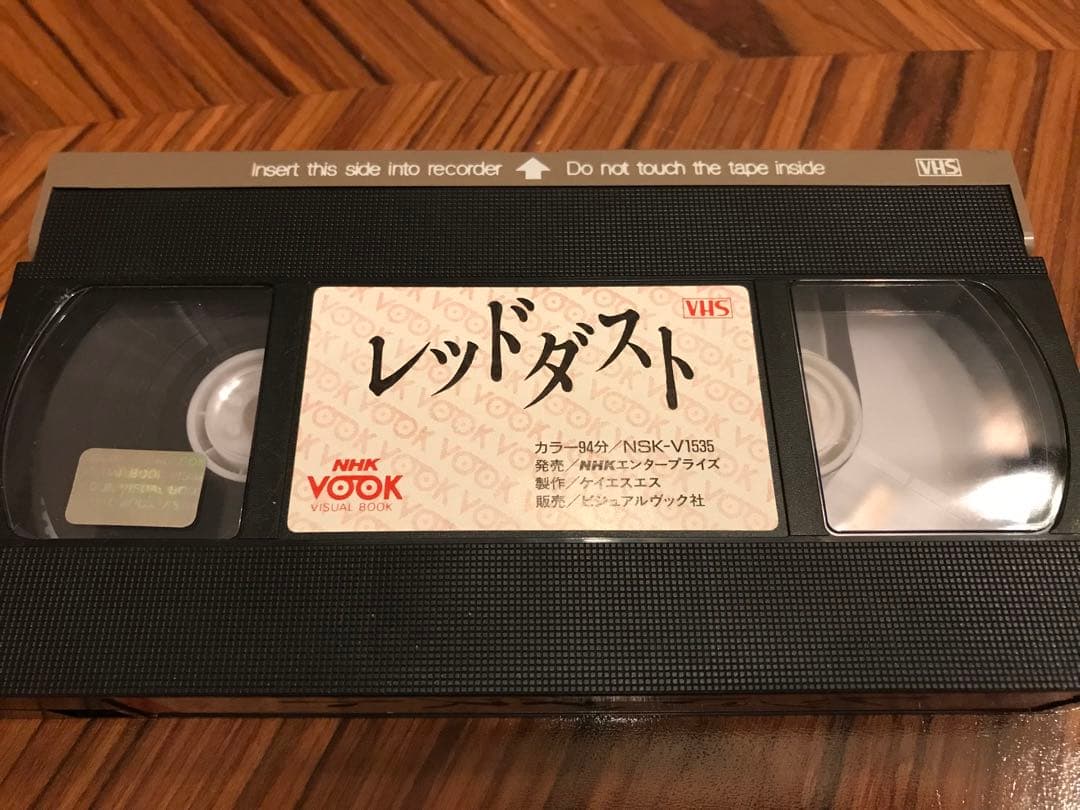 Insert this side into recorder Do not touch the tape inside VHS
VHS
レッドダスト
カラー94分/NSK-V1535
発売/NHKエンタープライズ
製作/ケイエスエス
販売/ビジュアルヴック社
NHK
VOOK
VISUAL BOOK